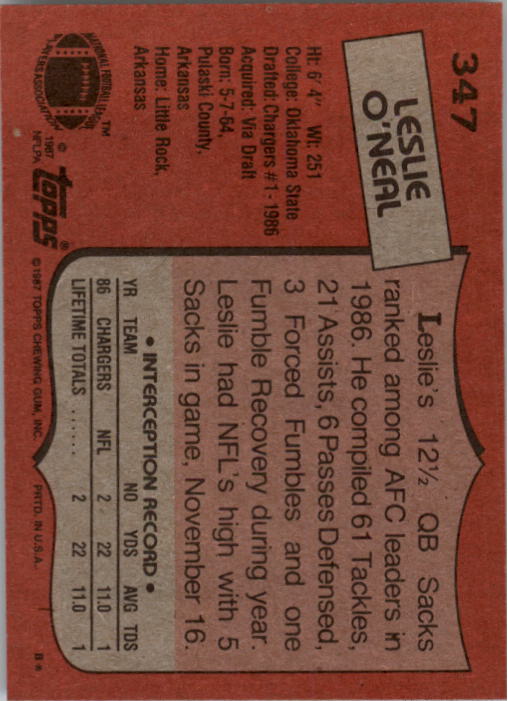 347
LESLIE
O'NEAL
Ht: 6' 4" Wt: 251
College: Oklahoma State
Drafted: Chargers #1 - 1986
Acquired: Via Draft
Born: 5-7-64,
Pulaski County,
Arkansas
Home: Little Rock,
Arkansas
™
© 1987
NFLPA
TOPPS®
Leslie's 12½ QB Sacks
ranked among AFC leaders in
1986. He compiled 61 Tackles,
21 Assists, 6 Passes Defensed,
3 Forced Fumbles and one
Fumble Recovery during year.
Leslie had NFL's high with 5
Sacks in game, November 16.
• INTERCEPTION RECORD •
YR TEAM NO YDS AVG TDS
86 CHARGERS NFL 2 22 11.0 1
LIFETIME TOTALS ...... 2 22 11.0 1
© 1987 TOPPS CHEWING GUM, INC. PRTD. IN U.S.A. B*